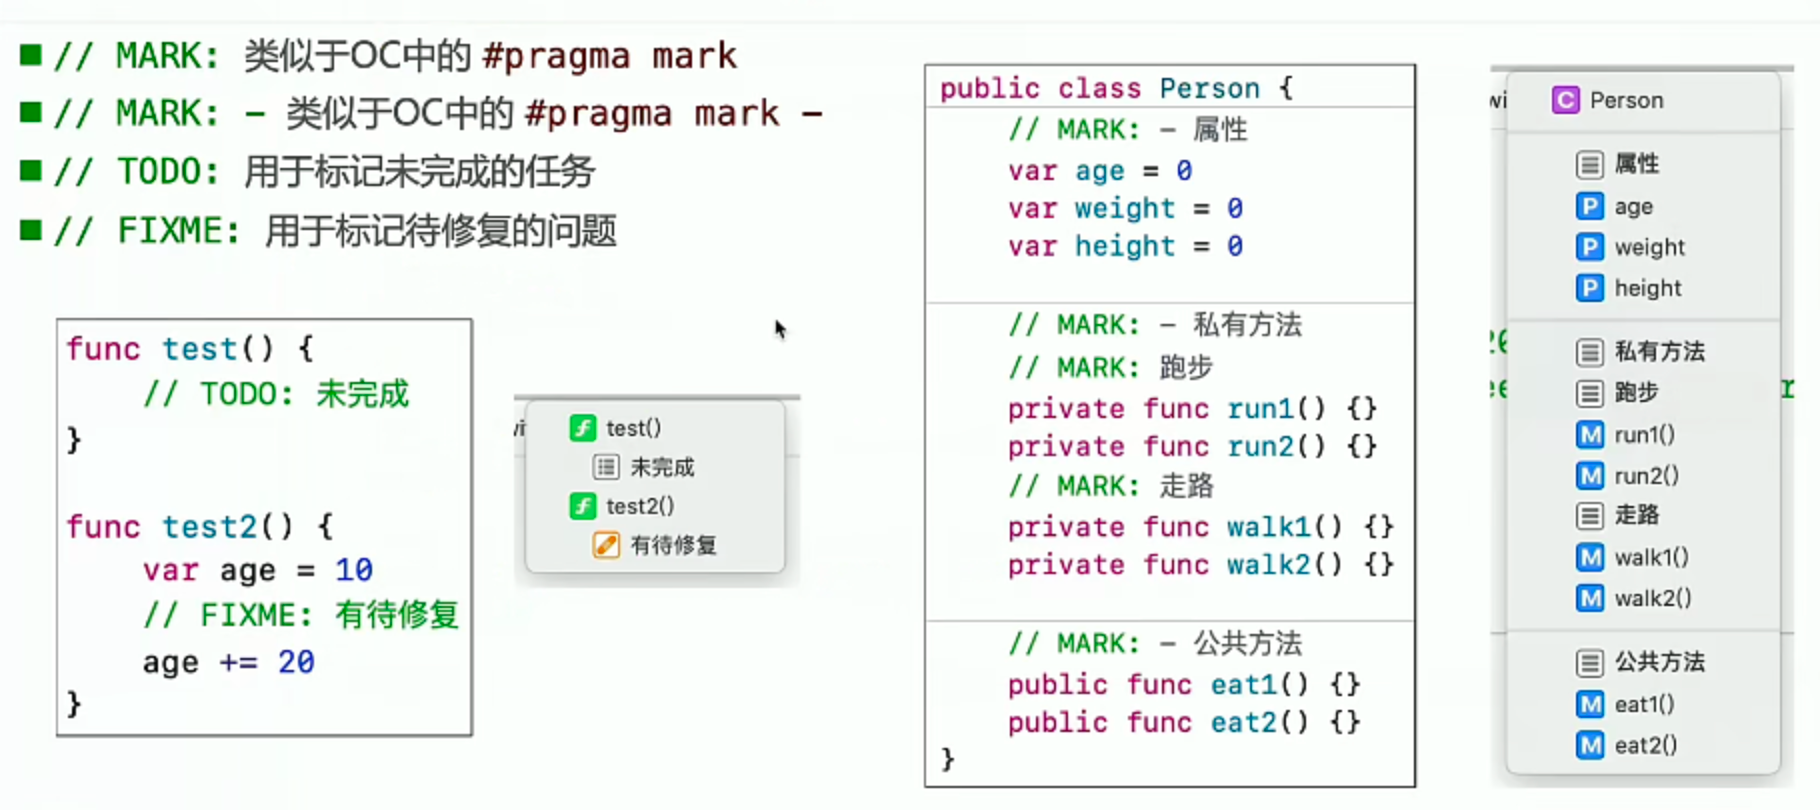 // MARK: 类似于OC中的 #pragma mark
// MARK: - 类似于OC中的 #pragma mark -
// TODO: 用于标记未完成的任务
// FIXME: 用于标记待修复的问题
func test() {
// TODO: 未完成
}
func test2() {
var age = 10
// FIXME: 有待修复
age += 20
}
test()
未完成
test2()
有待修复
public class Person {
// MARK: - 属性
var age = 0
var weight = 0
var height = 0
// MARK: - 私有方法
// MARK: 跑步
private func run1() {}
private func run2() {}
// MARK: 走路
private func walk1() {}
private func walk2() {}
// MARK: - 公共方法
public func eat1() {}
public func eat2() {}
}
C Person
属性
P age
P weight
P height
私有方法
跑步
M run1()
M run2()
走路
M walk1()
M walk2()
公共方法
M eat1()
M eat2()